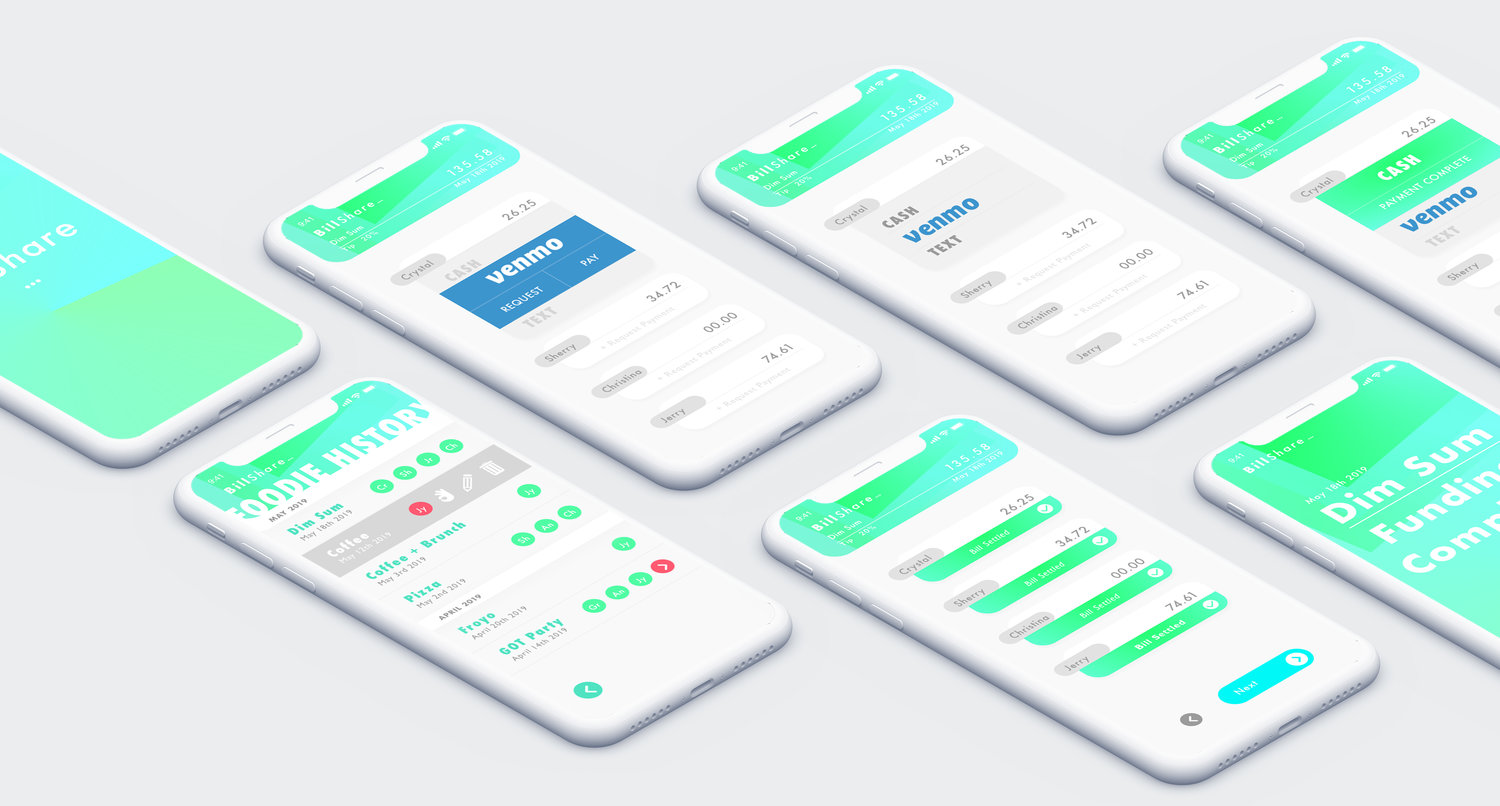 Share
...
9:41
BillShare_
135.58
Dim Sum
May 18th 2019
Tip 20%
Crystal
26.25
CASH
venmo
REQUEST
PAY
TEXT
Sherry
34.72
+ Request Payment
Christina
00.00
+ Request Payment
Jerry
74.61
+ Request Payment
9:41
BillShare_
135.58
Dim Sum
May 18th 2019
Tip 20%
Crystal
26.25
CASH
venmo
TEXT
Sherry
34.72
+ Request Payment
Christina
00.00
+ Request Payment
Jerry
74.61
+ Request Payment
9:41
BillShare_
135.58
Dim Sum
May 18th 2019
Tip 20%
Crystal
26.25
CASH
PAYMENT COMPLETE
venmo
TEXT
Sherry
9:41
BillShare_
FOODIE HISTORY
MAY 2019
Dim Sum
May 18th 2019
Cr Sh Jr Ch
Coffee
May 12th 2019
Jy
Coffee + Brunch
May 3rd 2019
Jy
Pizza
May 2nd 2019
Sh An Ch
APRIL 2019
Froyo
April 20th 2019
Jy
GOT Party
April 14th 2019
Cr An Jy
9:41
BillShare_
135.58
Dim Sum
May 18th 2019
Tip 20%
Crystal
26.25
Bill Settled
Sherry
34.72
Bill Settled
Christina
00.00
Bill Settled
Jerry
74.61
Bill Settled
Next
9:41
BillShare_
May 18th 2019
Dim Sum